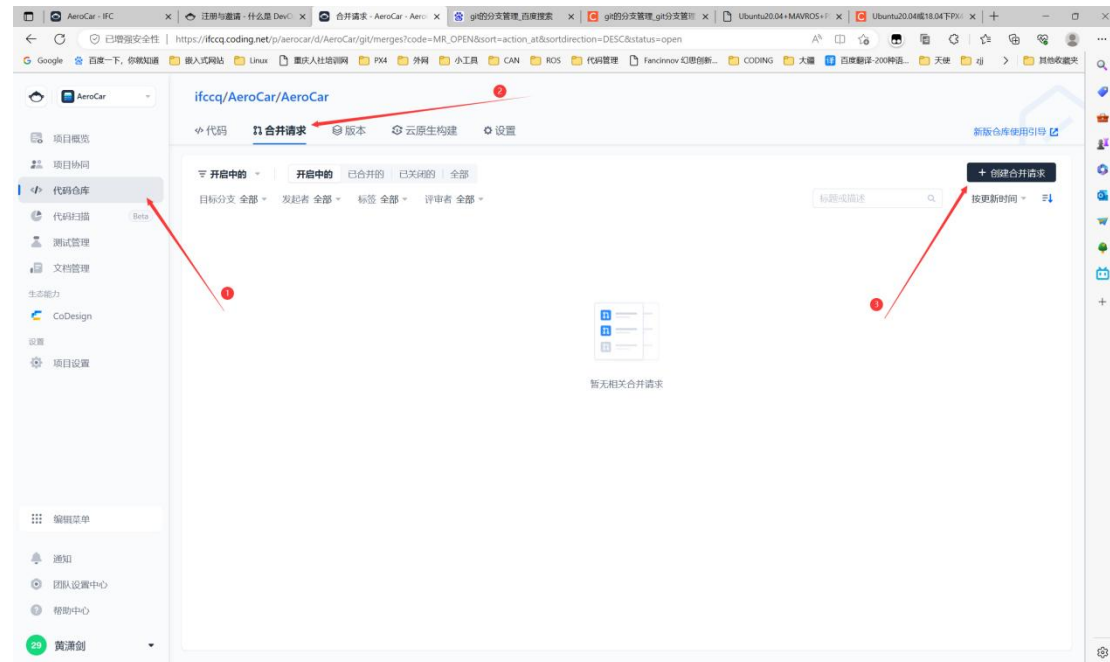 AeroCar - IFC
注册与邀请 - 什么是 DevO
合并请求 - AeroCar - Aero
git的分支管理_百度搜索
git的分支管理_git分支管理
Ubuntu20.04+MAVROS+P
Ubuntu20.04或18.04下PX4
已增强安全性
https://ifccq.coding.net/p/aerocar/d/AeroCar/git/merges?code=MR_OPEN&sort=action_at&sortdirection=DESC&status=open
Google
百度一下，你就知道
嵌入式网站
Linux
重庆人社培训网
PX4
外网
小工具
CAN
ROS
代码管理
Fancinnov 幻思创新...
CODING
大疆
百度翻译-200种语...
天使
zjj
其他收藏夹
AeroCar
ifccq/AeroCar/AeroCar
2
代码
合并请求
版本
云原生构建
设置
新版仓库使用引导
项目概览
项目协同
代码仓库
代码扫描
Beta
测试管理
文档管理
生态能力
CoDesign
设置
项目设置
开启中的
开启中的
已合并的
已关闭的
全部
+ 创建合并请求
目标分支 全部
发起者 全部
标签 全部
评审者 全部
标题或描述
按更新时间
1
3
暂无相关合并请求
编辑菜单
通知
团队设置中心
帮助中心
29
黄潇剑